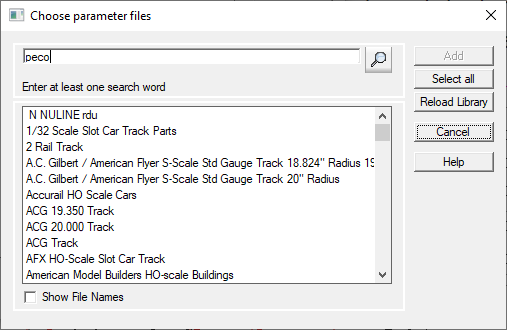 Choose parameter files
peco
Enter at least one search word
Add
Select all
Reload Library
Cancel
Help
N NULINE rdu
1/32 Scale Slot Car Track Parts
2 Rail Track
A.C. Gilbert / American Flyer S-Scale Std Gauge Track 18.824" Radius 19
A.C. Gilbert / American Flyer S-Scale Std Gauge Track 20" Radius
Accurail HO Scale Cars
ACG 19.350 Track
ACG 20.000 Track
ACG Track
AFX HO-Scale Slot Car Track
American Model Builders HO-scale Buildings
Show File Names